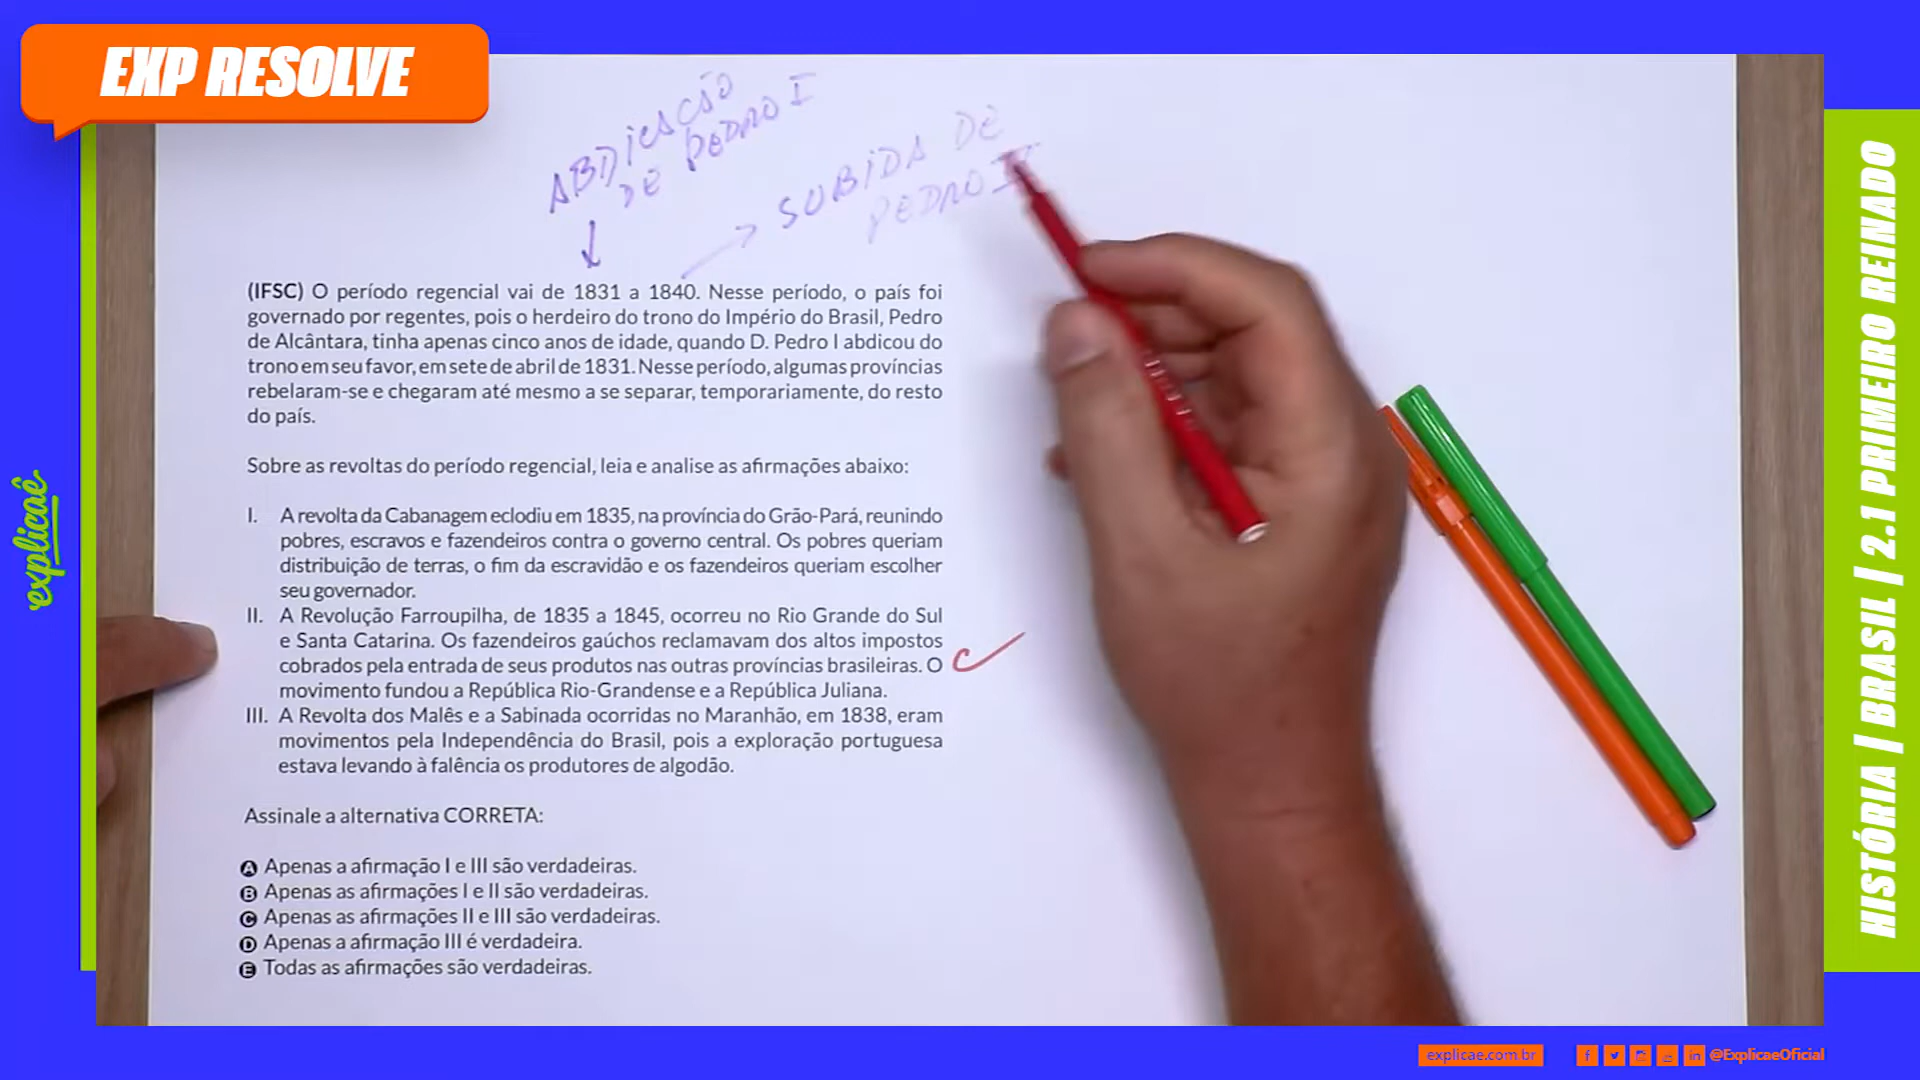 EXP RESOLVE
ABDICAÇÃO
DE PEDRO I
SUBIDA DE
PEDRO II
(IFSC) O período regencial vai de 1831 a 1840. Nesse período, o país foi
governado por regentes, pois o herdeiro do trono do Império do Brasil, Pedro
de Alcântara, tinha apenas cinco anos de idade, quando D. Pedro I abdicou do
trono em seu favor, em sete de abril de 1831. Nesse período, algumas províncias
rebelaram-se e chegaram até mesmo a se separar, temporariamente, do resto
do país.
Sobre as revoltas do período regencial, leia e analise as afirmações abaixo:
I. A revolta da Cabanagem eclodiu em 1835, na província do Grão-Pará, reunindo
pobres, escravos e fazendeiros contra o governo central. Os pobres queriam
distribuição de terras, o fim da escravidão e os fazendeiros queriam escolher
seu governador.
II. A Revolução Farroupilha, de 1835 a 1845, ocorreu no Rio Grande do Sul
e Santa Catarina. Os fazendeiros gaúchos reclamavam dos altos impostos
cobrados pela entrada de seus produtos nas outras províncias brasileiras. O
movimento fundou a República Rio-Grandense e a República Juliana.
C
III. A Revolta dos Malês e a Sabinada ocorridas no Maranhão, em 1838, eram
movimentos pela Independência do Brasil, pois a exploração portuguesa
estava levando à falência os produtores de algodão.
Assinale a alternativa CORRETA:
A Apenas a afirmação I e III são verdadeiras.
B Apenas as afirmações I e II são verdadeiras.
C Apenas as afirmações II e III são verdadeiras.
D Apenas a afirmação III é verdadeira.
E Todas as afirmações são verdadeiras.
explicaê
HISTÓRIA | BRASIL | 2.1 PRIMEIRO REINADO
explicae.com.br
@ExplicaeOficial